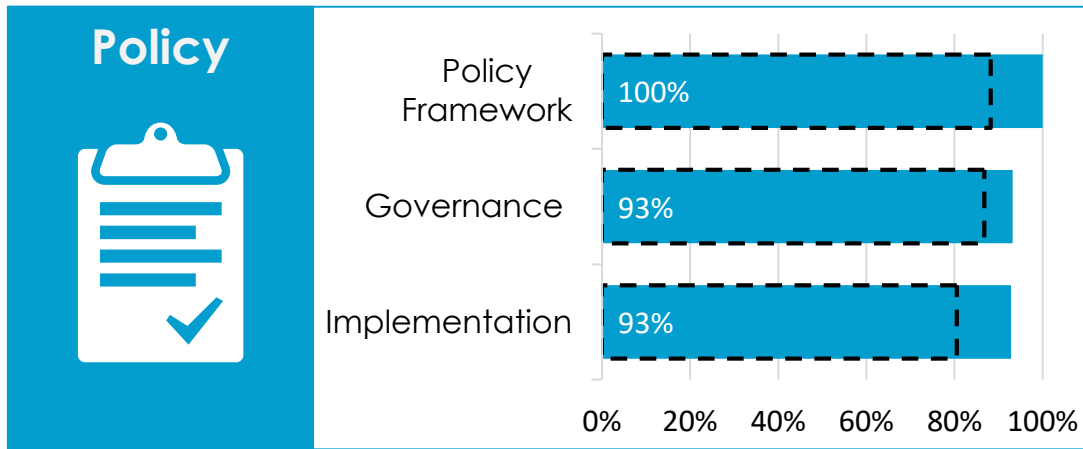 Policy
Policy
Framework
100%
Governance
93%
Implementation
93%
0% 20% 40% 60% 80% 100%